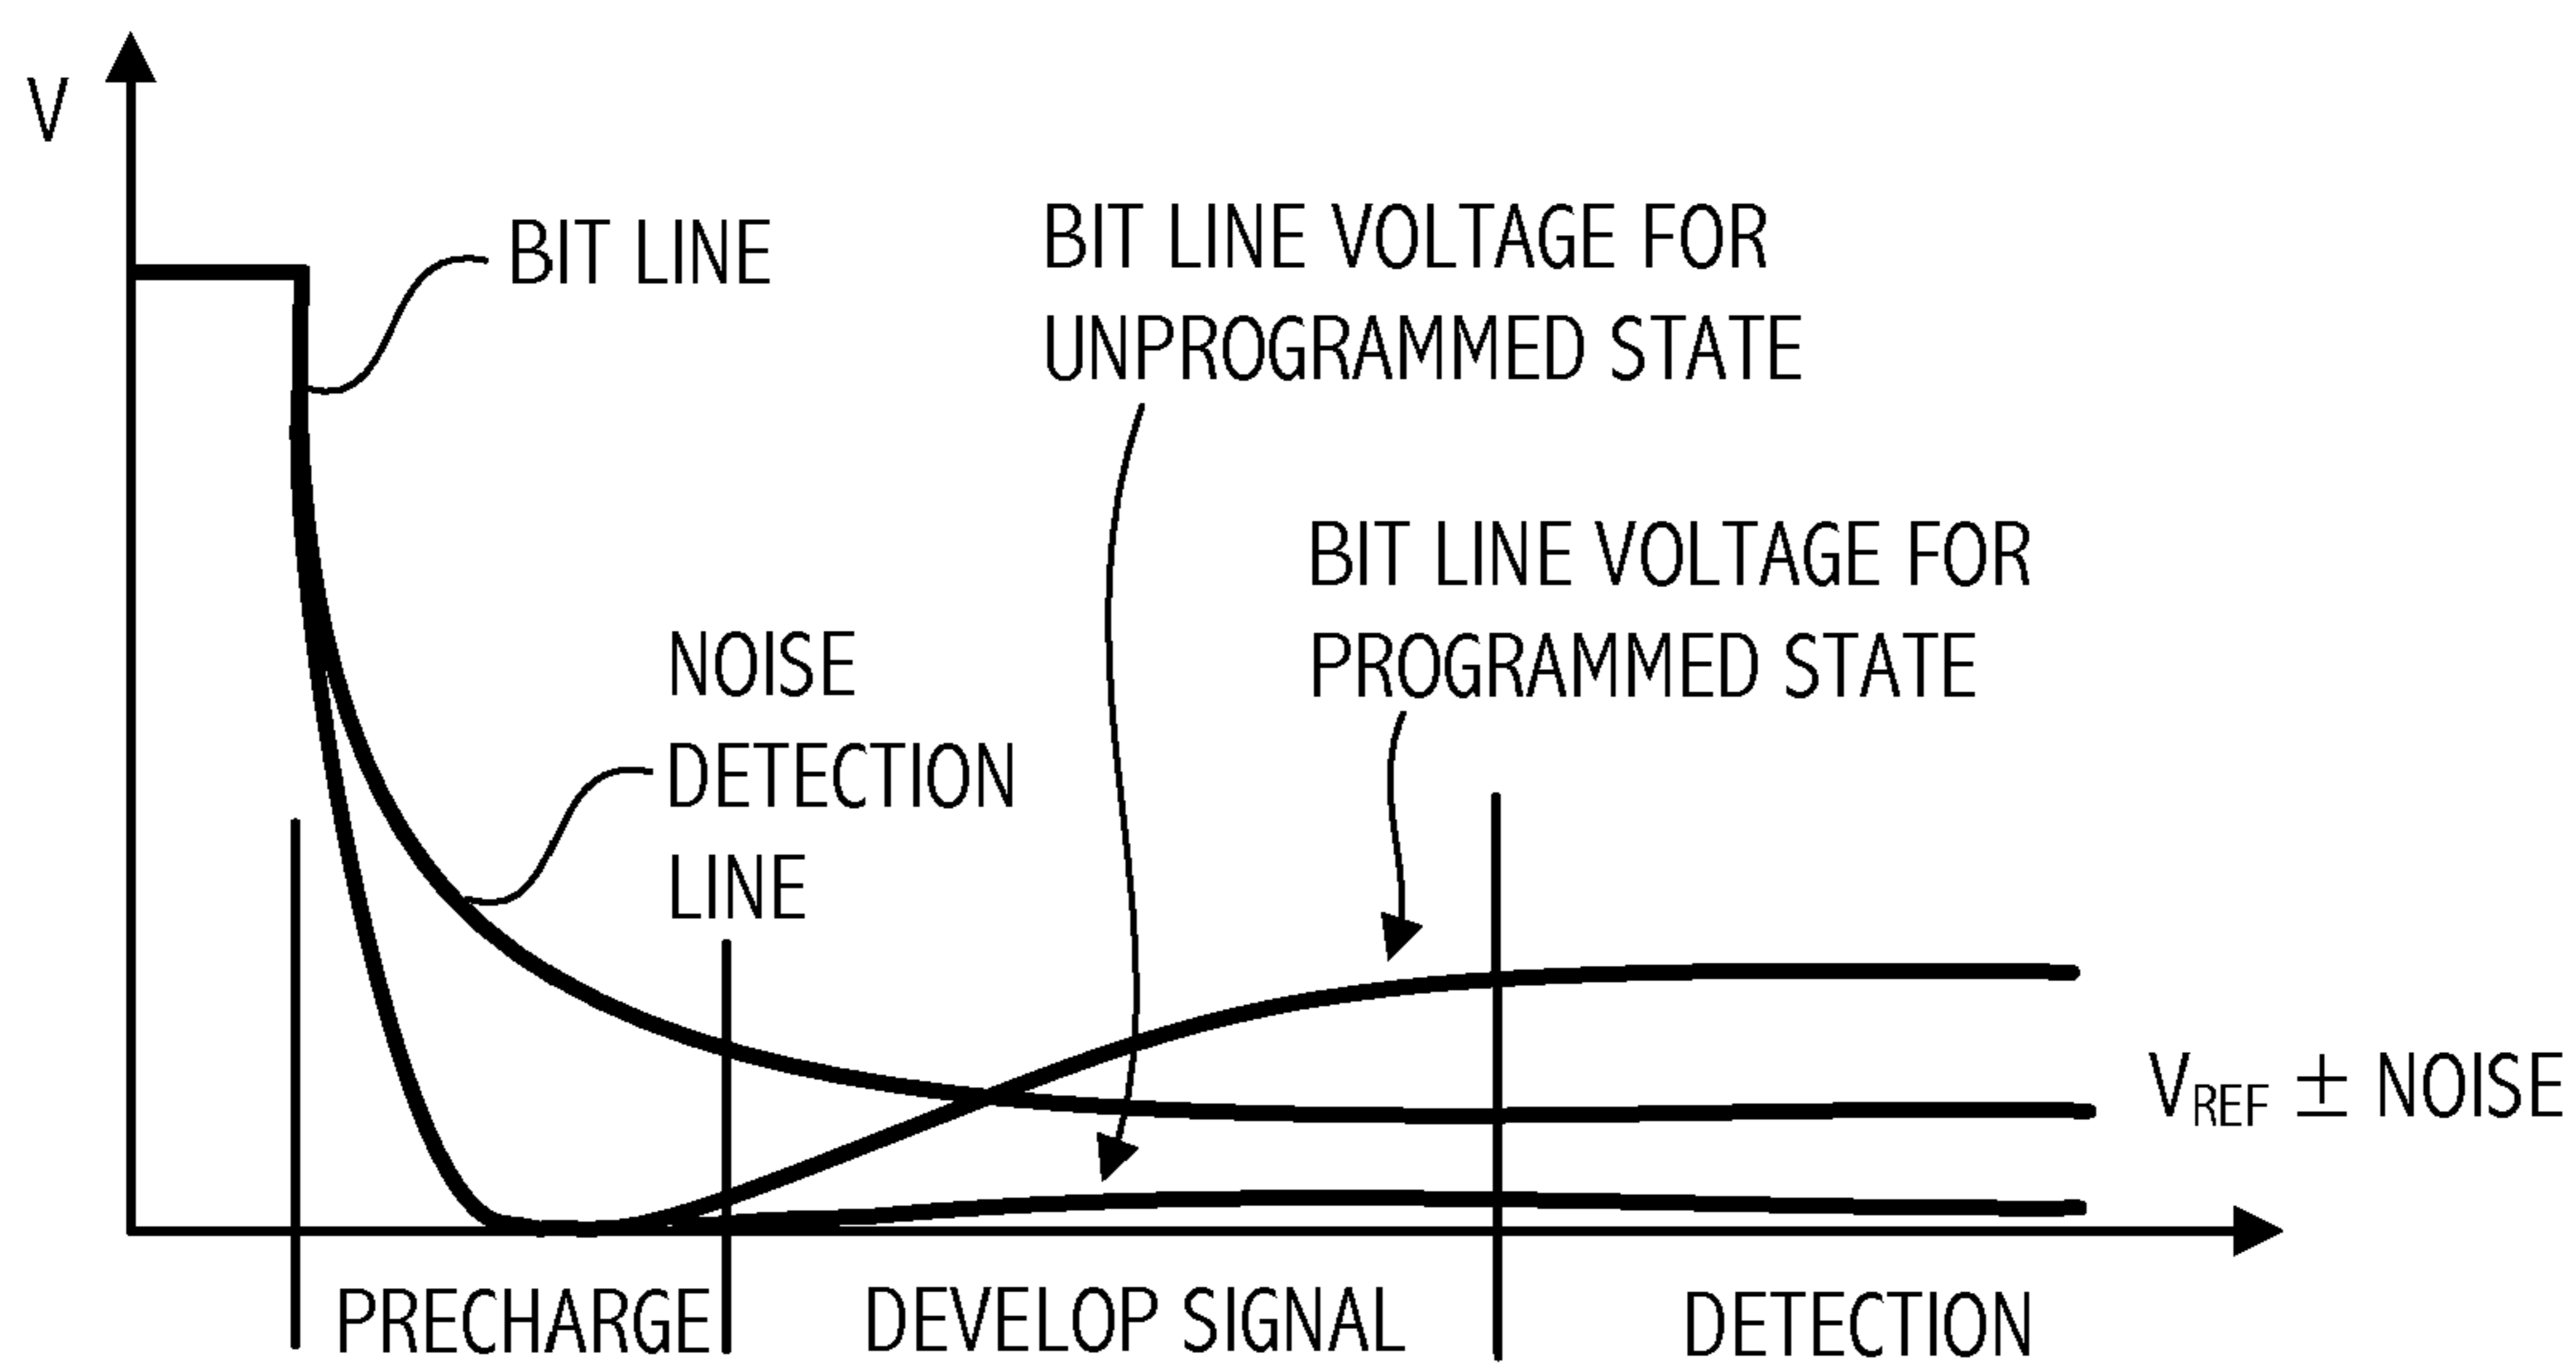 V
BIT LINE
BIT LINE VOLTAGE FOR
UNPROGRAMMED STATE
BIT LINE VOLTAGE FOR
PROGRAMMED STATE
NOISE
DETECTION
LINE
VREF ± NOISE
PRECHARGE
DEVELOP SIGNAL
DETECTION